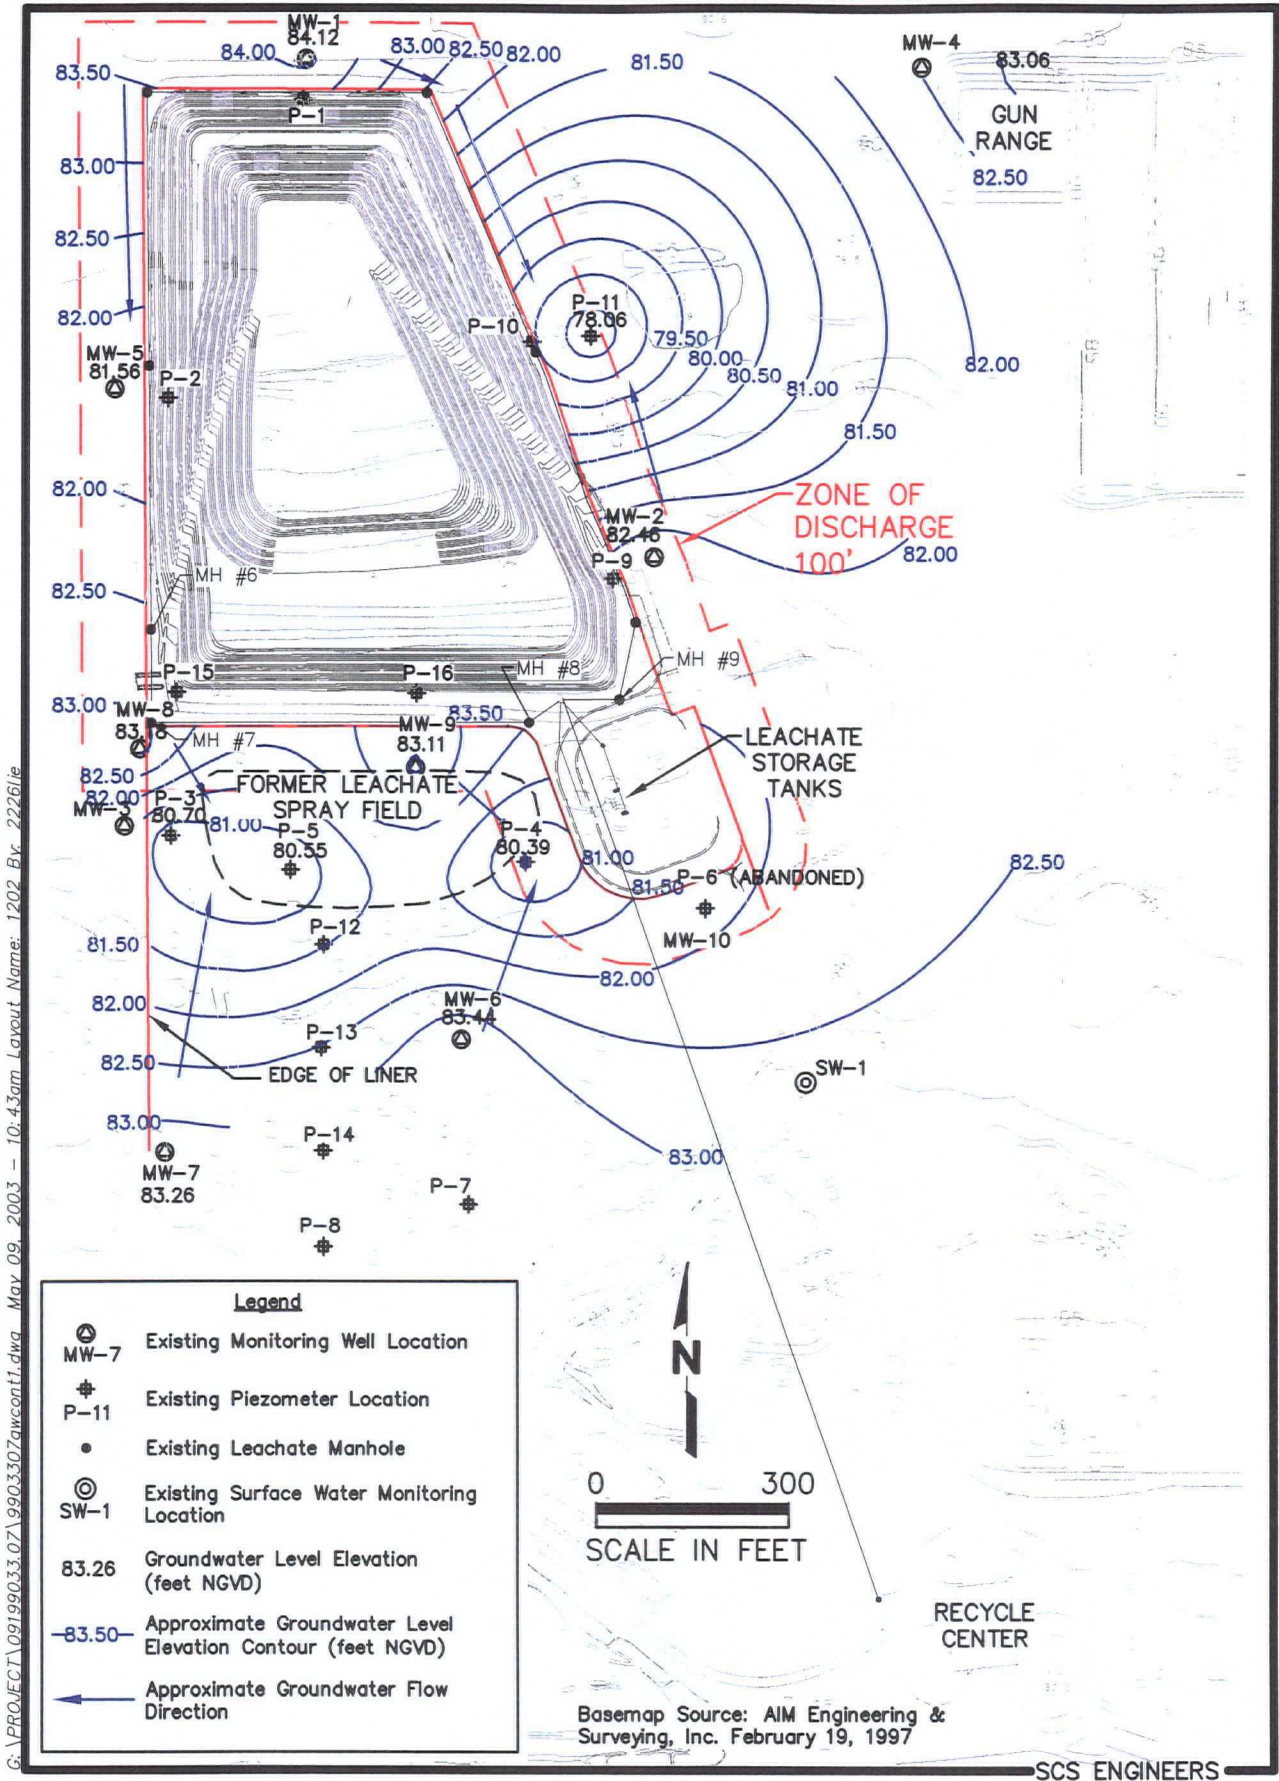 MW-1
84.12
84.00
83.00
82.50
82.00
81.50
MW-4
83.06
GUN
RANGE
82.50
83.50
P-1
83.00
82.50
82.00
P-11
78.06
P-10
79.50
80.00
80.50
81.00
82.00
81.50
MW-5
81.56
P-2
82.00
ZONE OF
DISCHARGE
100'
MW-2
82.46
82.00
P-9
MH #6
82.50
P-15
P-16
MH #8
MH #9
83.00
MW-8
83.18
83.50
MW-9
83.11
MH #7
LEACHATE
STORAGE
TANKS
82.50
82.00
FORMER LEACHATE
SPRAY FIELD
MW-3
P-3
80.70
81.00
P-5
80.55
P-4
80.39
81.00
81.50
P-6 (ABANDONED)
82.50
P-12
MW-10
81.50
82.00
82.00
MW-6
83.44
P-13
82.50
EDGE OF LINER
SW-1
83.00
P-14
83.00
MW-7
83.26
P-7
P-8
Legend
MW-7
Existing Monitoring Well Location
P-11
Existing Piezometer Location
Existing Leachate Manhole
SW-1
Existing Surface Water Monitoring
Location
83.26
Groundwater Level Elevation
(feet NGVD)
83.50
Approximate Groundwater Level
Elevation Contour (feet NGVD)
Approximate Groundwater Flow
Direction
N
0 300
SCALE IN FEET
RECYCLE
CENTER
Basemap Source: AIM Engineering &
Surveying, Inc. February 19, 1997
SCS ENGINEERS
G:\PROJECT\09199033.07\99033307gwcont1.dwg May 09, 2003 - 10:43am Layout Name: 1202 By: 2226lie